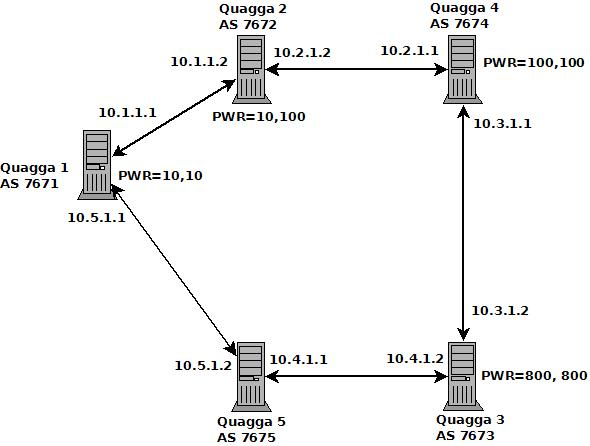 Quagga 2
AS 7672
Quagga 4
AS 7674
10.1.1.2
10.2.1.2
10.2.1.1
PWR=100,100
10.1.1.1
PWR=10,100
10.3.1.1
Quagga 1
AS 7671
PWR=10,10
10.5.1.1
10.3.1.2
10.5.1.2
10.4.1.1
10.4.1.2
PWR=800, 800
Quagga 5
AS 7675
Quagga 3
AS 7673